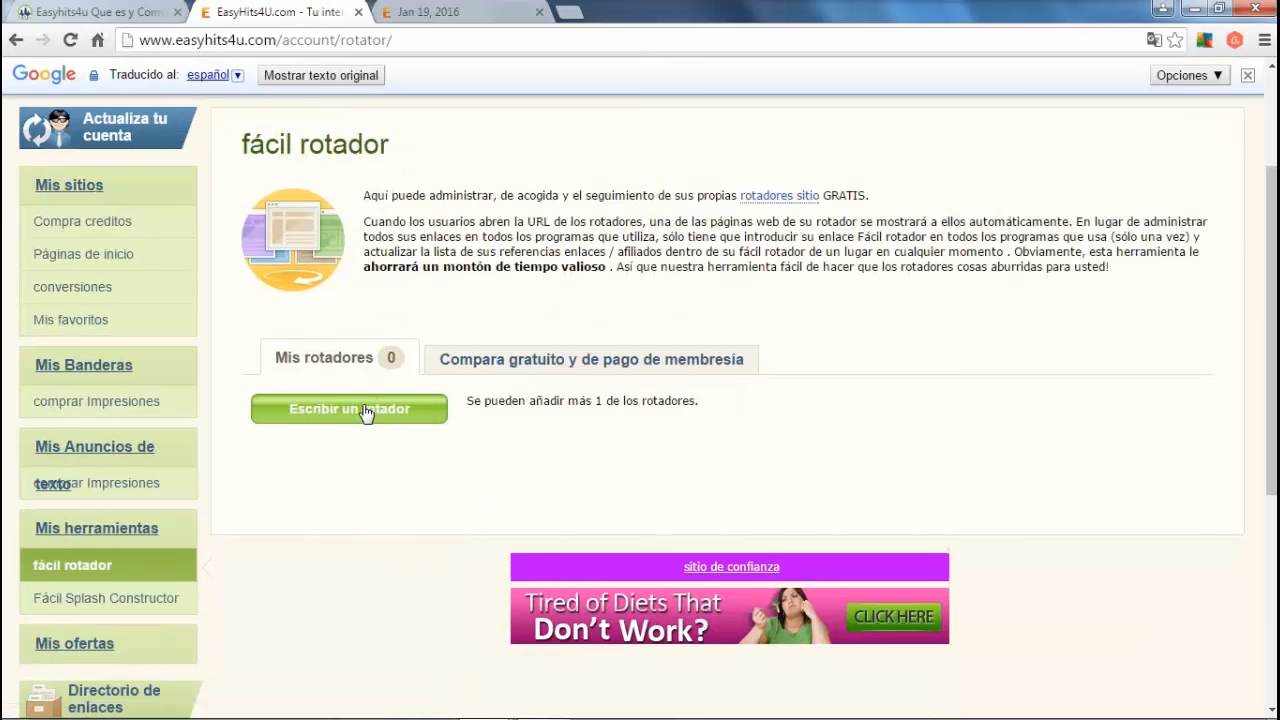 Easyhits4u Que es y Com
EasyHits4U.com - Tu inte
Jan 19, 2016
www.easyhits4u.com/account/rotator/
Google
Traducido al: español
Mostrar texto original
Opciones ▼
Actualiza tu
cuenta
Mis sitios
Compra creditos
Páginas de inicio
conversiones
Mis favoritos
Mis Banderas
comprar Impresiones
Mis Anuncios de
texto
comprar Impresiones
Mis herramientas
fácil rotador
Fácil Splash Constructor
Mis ofertas
Directorio de
enlaces
fácil rotador
Aquí puede administrar, de acogida y el seguimiento de sus propias rotadores sitio GRATIS.
Cuando los usuarios abren la URL de los rotadores, una de las páginas web de su rotador se mostrará a ellos automáticamente. En lugar de administrar
todos sus enlaces en todos los programas que utiliza, sólo tiene que introducir su enlace Fácil rotador en todos los programas que usa (sólo una vez) y
actualizar la lista de sus referencias enlaces / afiliados dentro de su fácil rotador de un lugar en cualquier momento . Obviamente, esta herramienta le
ahorrará un montón de tiempo valioso . Así que nuestra herramienta fácil de hacer que los rotadores cosas aburridas para usted!
Mis rotadores 0
Compara gratuito y de pago de membresía
Escribir un rotador
Se pueden añadir más 1 de los rotadores.
sitio de confianza
Tired of Diets That
Don't Work?
CLICK HERE